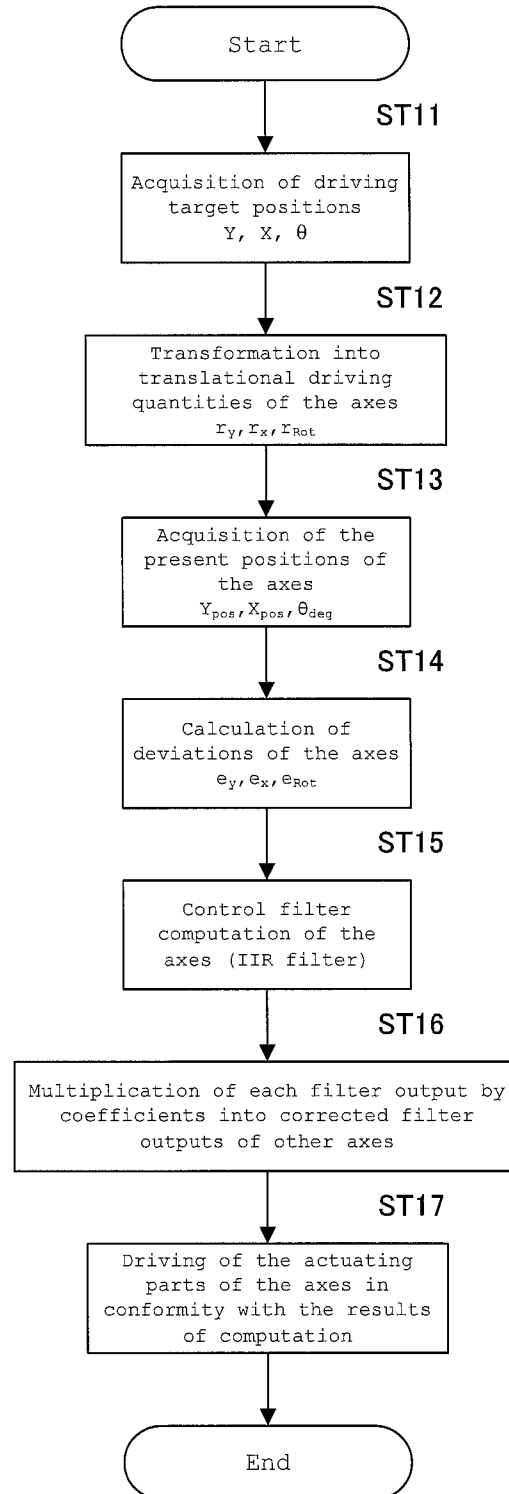 Start
ST11
Acquisition of driving
target positions
Y, X, θ
ST12
Transformation into
translational driving
quantities of the axes
ry,rx,rRot
ST13
Acquisition of the
present positions of
the axes
Ypos,Xpos,θdeg
ST14
Calculation of
deviations of the axes
ey,ex,eRot
ST15
Control filter
computation of the
axes (IIR filter)
ST16
Multiplication of each filter output by
coefficients into corrected filter
outputs of other axes
ST17
Driving of the actuating
parts of the axes in
conformity with the results
of computation
End